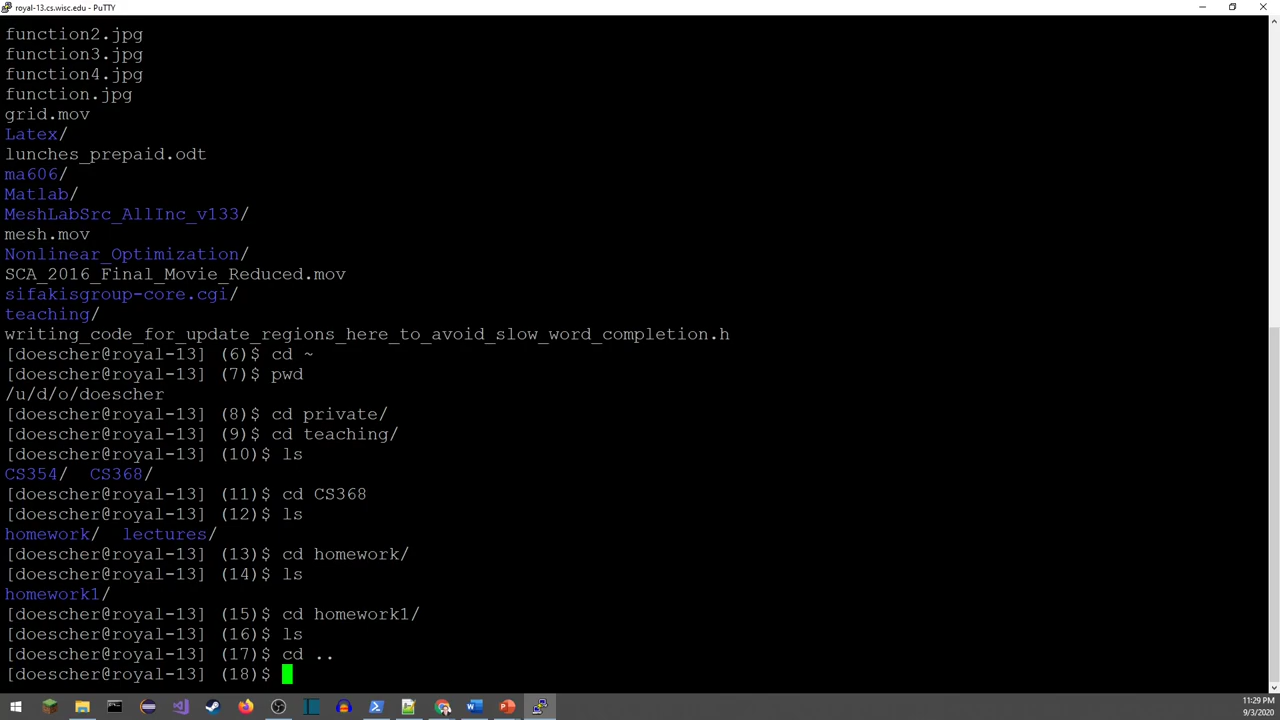 royal-13.cs.wisc.edu - PuTTY
function2.jpg
function3.jpg
function4.jpg
function.jpg
grid.mov
Latex/
lunches_prepaid.odt
ma606/
Matlab/
MeshLabSrc_AllInc_v133/
mesh.mov
Nonlinear_Optimization/
SCA_2016_Final_Movie_Reduced.mov
sifakisgroup-core.cgi/
teaching/
writing_code_for_update_regions_here_to_avoid_slow_word_completion.h
[doescher@royal-13] (6)$ cd ~
[doescher@royal-13] (7)$ pwd
/u/d/o/doescher
[doescher@royal-13] (8)$ cd private/
[doescher@royal-13] (9)$ cd teaching/
[doescher@royal-13] (10)$ ls
CS354/  CS368/
[doescher@royal-13] (11)$ cd CS368
[doescher@royal-13] (12)$ ls
homework/  lectures/
[doescher@royal-13] (13)$ cd homework/
[doescher@royal-13] (14)$ ls
homework1/
[doescher@royal-13] (15)$ cd homework1/
[doescher@royal-13] (16)$ ls
[doescher@royal-13] (17)$ cd ..
[doescher@royal-13] (18)$
11:29 PM
9/3/2020